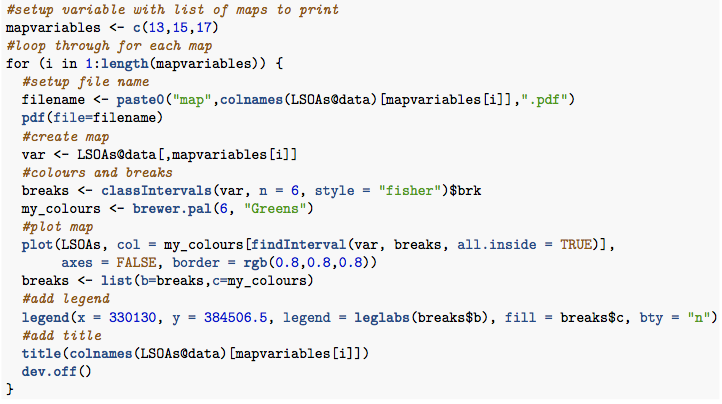 #setup variable with list of maps to print
mapvariables <- c(13,15,17)
#loop through for each map
for (i in 1:length(mapvariables)) {
  #setup file name
  filename <- paste0("map",colnames(LSOAs@data)[mapvariables[i]],".pdf")
  pdf(file=filename)
  #create map
  var <- LSOAs@data[,mapvariables[i]]
  #colours and breaks
  breaks <- classIntervals(var, n = 6, style = "fisher")$brk
  my_colours <- brewer.pal(6, "Greens")
  #plot map
  plot(LSOAs, col = my_colours[findInterval(var, breaks, all.inside = TRUE)],
       axes = FALSE, border = rgb(0.8,0.8,0.8))
  breaks <- list(b=breaks,c=my_colours)
  #add legend
  legend(x = 330130, y = 384506.5, legend = leglabs(breaks$b), fill = breaks$c, bty = "n")
  #add title
  title(colnames(LSOAs@data)[mapvariables[i]])
  dev.off()
}